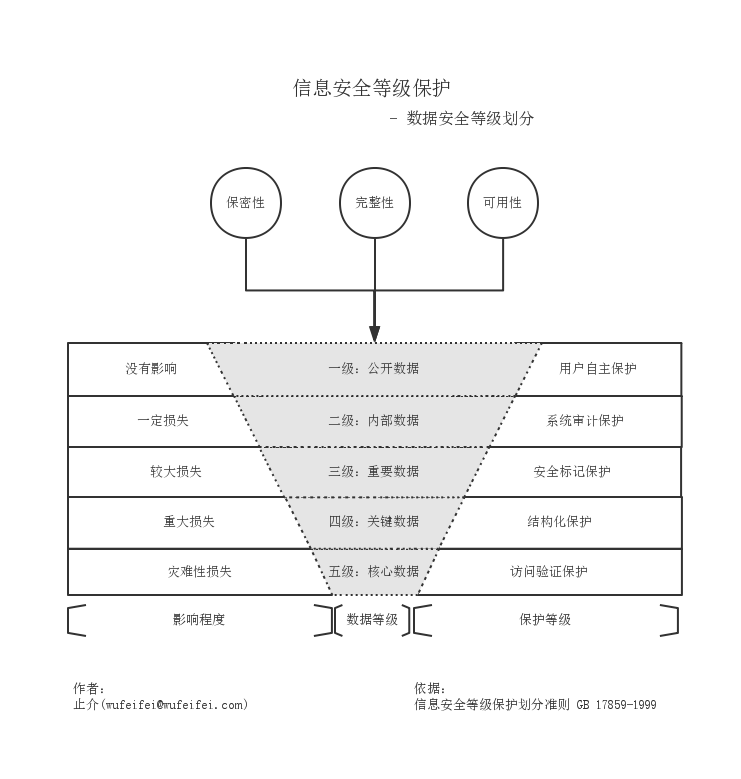 信息安全等级保护
- 数据安全等级划分
保密性 完整性 可用性
没有影响 一级: 公开数据 用户自主保护
一定损失 二级: 内部数据 系统审计保护
较大损失 三级: 重要数据 安全标记保护
重大损失 四级: 关键数据 结构化保护
灾难性损失 五级: 核心数据 访问验证保护
影响程度 数据等级 保护等级
作者:
止介(wufeifei@wufeifei.com)
依据:
信息安全等级保护划分准则 GB 17859-1999